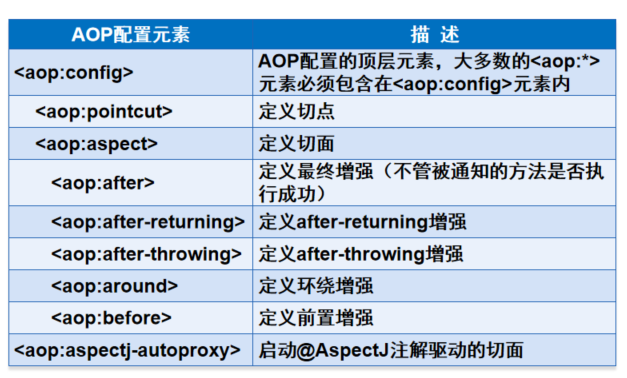 AOP配置元素 描 述
<aop:config> AOP配置的顶层元素，大多数的<aop:*>
元素必须包含在<aop:config>元素内
<aop:pointcut> 定义切点
<aop:aspect> 定义切面
<aop:after> 定义最终增强（不管被通知的方法是否执
行成功）
<aop:after-returning> 定义after-returning增强
<aop:after-throwing> 定义after-throwing增强
<aop:around> 定义环绕增强
<aop:before> 定义前置增强
<aop:aspectj-autoproxy> 启动@AspectJ注解驱动的切面